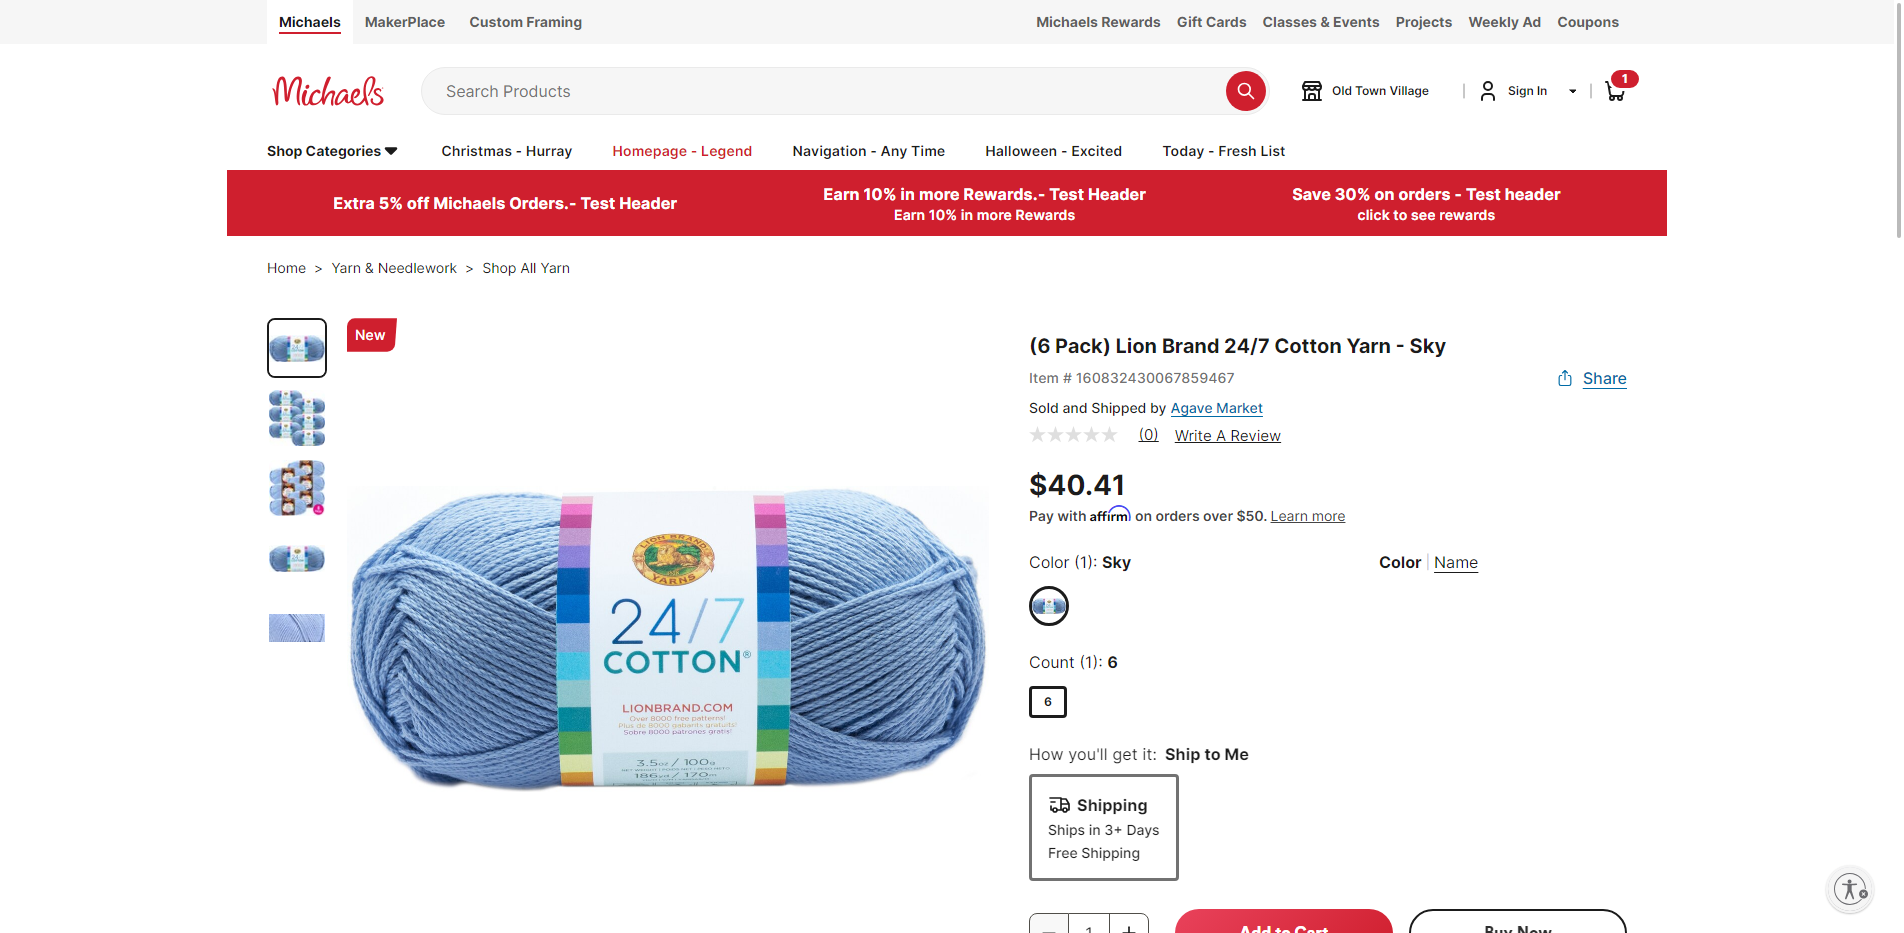 Michaels MakerPlace Custom Framing Michaels Rewards Gift Cards Classes & Events Projects Weekly Ad Coupons
Michaels Search Products Old Town Village Sign In 1
Shop Categories Christmas - Hurray Homepage - Legend Navigation - Any Time Halloween - Excited Today - Fresh List
Extra 5% off Michaels Orders.- Test Header
Earn 10% in more Rewards.- Test Header
Earn 10% in more Rewards
Save 30% on orders - Test header
click to see rewards
Home > Yarn & Needlework > Shop All Yarn
New
LION BRAND
YARNS
24/7
COTTON®
LIONBRAND.COM
Over 8000 free patterns!
Plus de 8000 patrons gratuits!
Sobre 8000 patrones gratis!
3.5oz / 100g
186yd / 170m
(6 Pack) Lion Brand 24/7 Cotton Yarn - Sky
Item # 160832430067859467
Share
Sold and Shipped by Agave Market
(0) Write A Review
$40.41
Pay with affirm on orders over $50. Learn more
Color (1): Sky
Color | Name
Count (1): 6
6
How you'll get it: Ship to Me
Shipping
Ships in 3+ Days
Free Shipping
1
Add to Cart
Buy Now